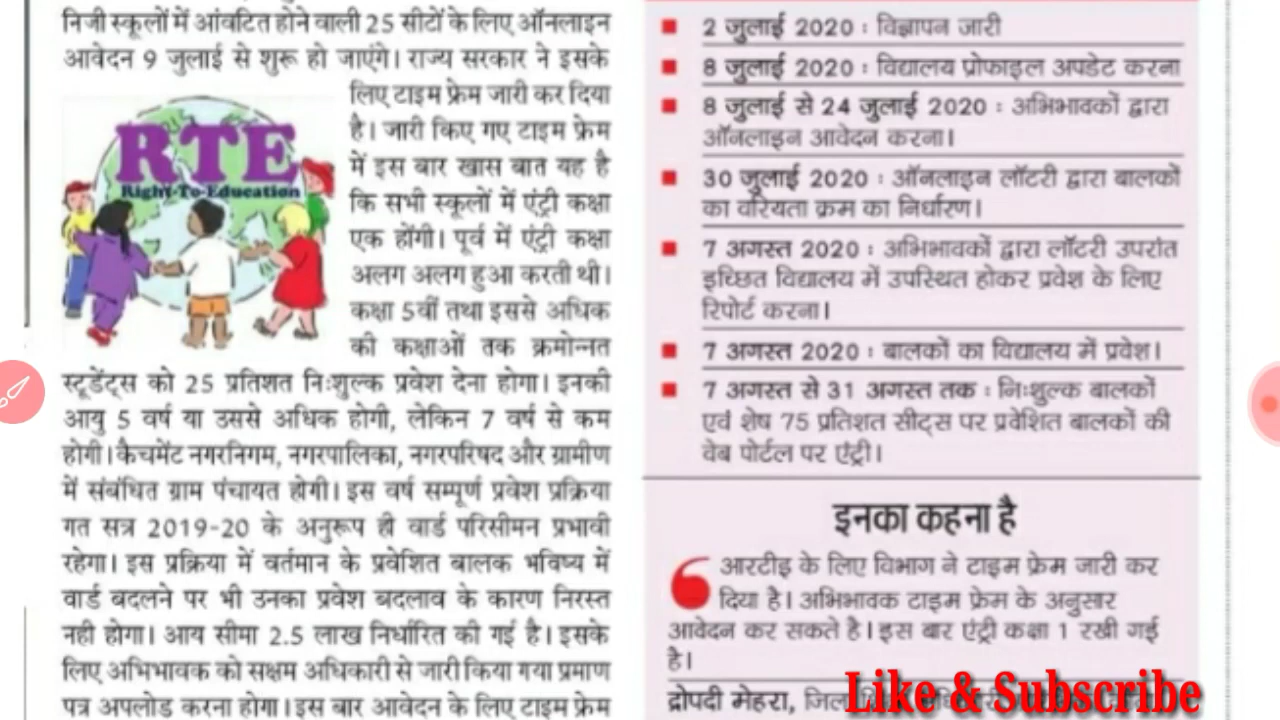 निजी स्कूलों में आंवटित होने वाली 25 सीटों के लिए ऑनलाइन
आवेदन 9 जुलाई से शुरू हो जाएंगे। राज्य सरकार ने इसके
लिए टाइम फ्रेम जारी कर दिया
है। जारी किए गए टाइम फ्रेम
में इस बार खास बात यह है
कि सभी स्कूलों में एंट्री कक्षा
एक होंगी। पूर्व में एंट्री कक्षा
अलग अलग हुआ करती थी।
कक्षा 5वीं तथा इससे अधिक
की कक्षाओं तक क्रमोन्नत
RTE
Right-To-Education
स्टूडेंट्स को 25 प्रतिशत निःशुल्क प्रवेश देना होगा। इनकी
आयु 5 वर्ष या उससे अधिक होगी, लेकिन 7 वर्ष से कम
होगी। कैचमेंट नगरनिगम, नगरपालिका, नगरपरिषद और ग्रामीण
में संबंधित ग्राम पंचायत होगी। इस वर्ष सम्पूर्ण प्रवेश प्रक्रिया
गत सत्र 2019-20 के अनुरूप ही वार्ड परिसीमन प्रभावी
रहेगा। इस प्रक्रिया में वर्तमान के प्रवेशित बालक भविष्य में
वार्ड बदलने पर भी उनका प्रवेश बदलाव के कारण निरस्त
नही होगा। आय सीमा 2.5 लाख निर्धारित की गई है। इसके
लिए अभिभावक को सक्षम अधिकारी से जारी किया गया प्रमाण
पत्र अपलोड करना होगा। इस बार आवेदन के लिए टाइम फ्रेम
2 जुलाई 2020 : विज्ञापन जारी
8 जुलाई 2020 : विद्यालय प्रोफाइल अपडेट करना
8 जुलाई से 24 जुलाई 2020 : अभिभावकों द्वारा
ऑनलाइन आवेदन करना।
30 जुलाई 2020 : ऑनलाइन लॉटरी द्वारा बालकों
का वरियता क्रम का निर्धारण।
7 अगस्त 2020 : अभिभावकों द्वारा लॉटरी उपरांत
इच्छित विद्यालय में उपस्थित होकर प्रवेश के लिए
रिपोर्ट करना।
7 अगस्त 2020 : बालकों का विद्यालय में प्रवेश।
7 अगस्त से 31 अगस्त तक : निःशुल्क बालकों
एवं शेष 75 प्रतिशत सीट्स पर प्रवेशित बालकों की
वेब पोर्टल पर एंट्री।
इनका कहना है
आरटीइ के लिए विभाग ने टाइम फ्रेम जारी कर
दिया है। अभिभावक टाइम फ्रेम के अनुसार
आवेदन कर सकते है। इस बार एंट्री कक्षा 1 रखी गई
है।
द्रोपदी मेहरा,
Like & Subscribe